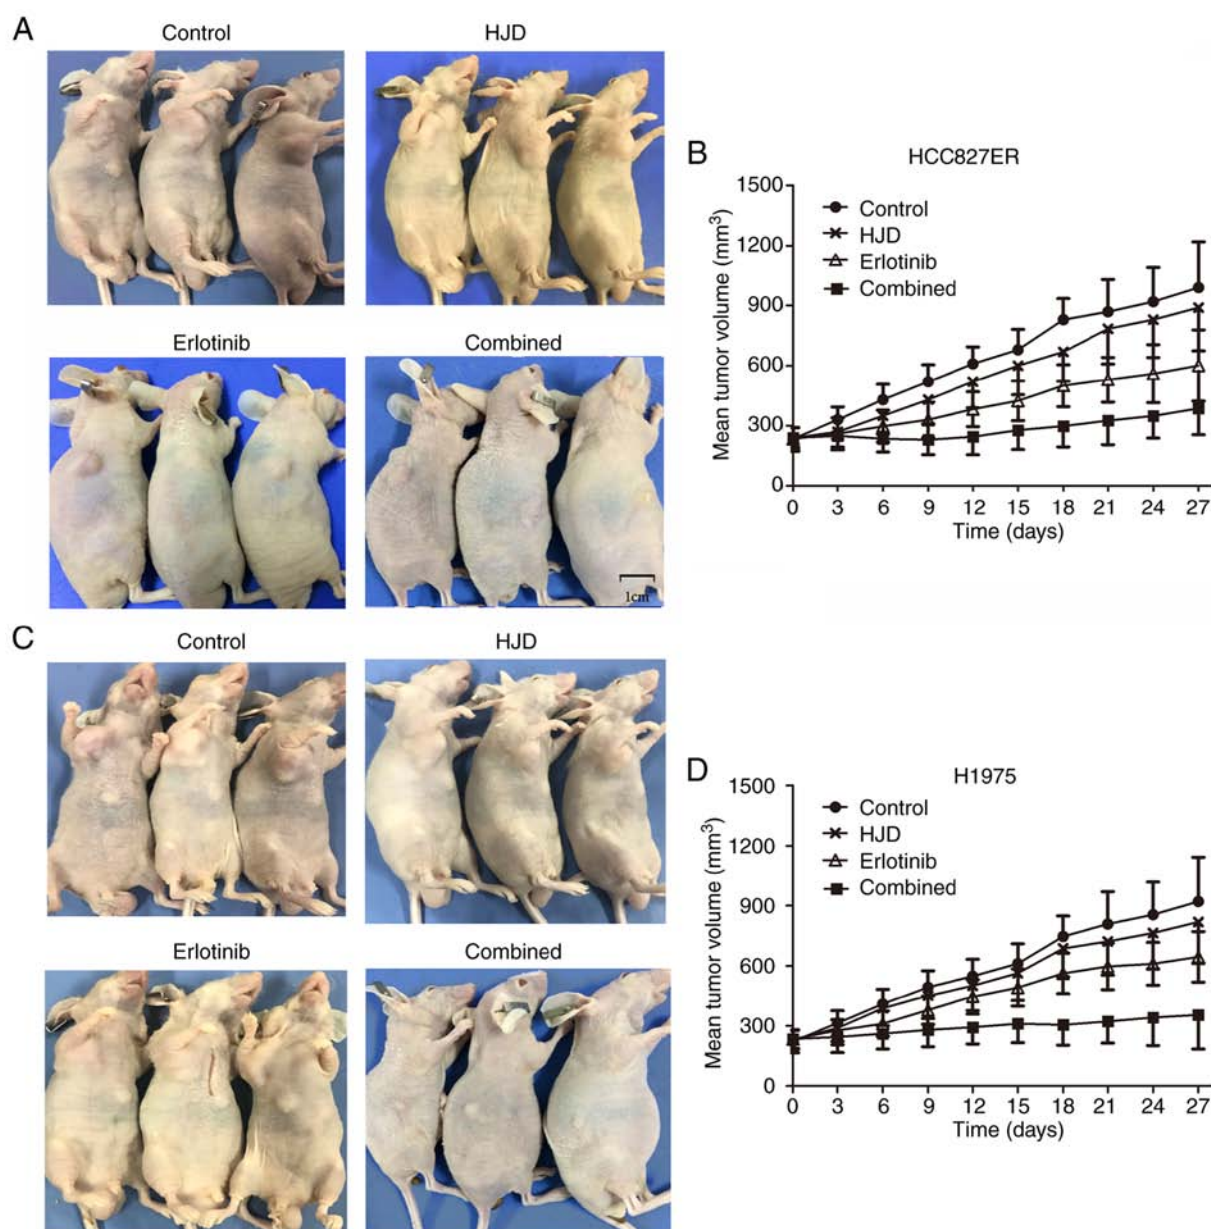 A
Control
HJD
Erlotinib
Combined
1cm
B
HCC827ER
Mean tumor volume (mm³)
1500
1200
900
600
300
0
Control
HJD
Erlotinib
Combined
0 3 6 9 12 15 18 21 24 27
Time (days)
C
Control
HJD
Erlotinib
Combined
D
H1975
Mean tumor volume (mm³)
1500
1200
900
600
300
0
Control
HJD
Erlotinib
Combined
0 3 6 9 12 15 18 21 24 27
Time (days)